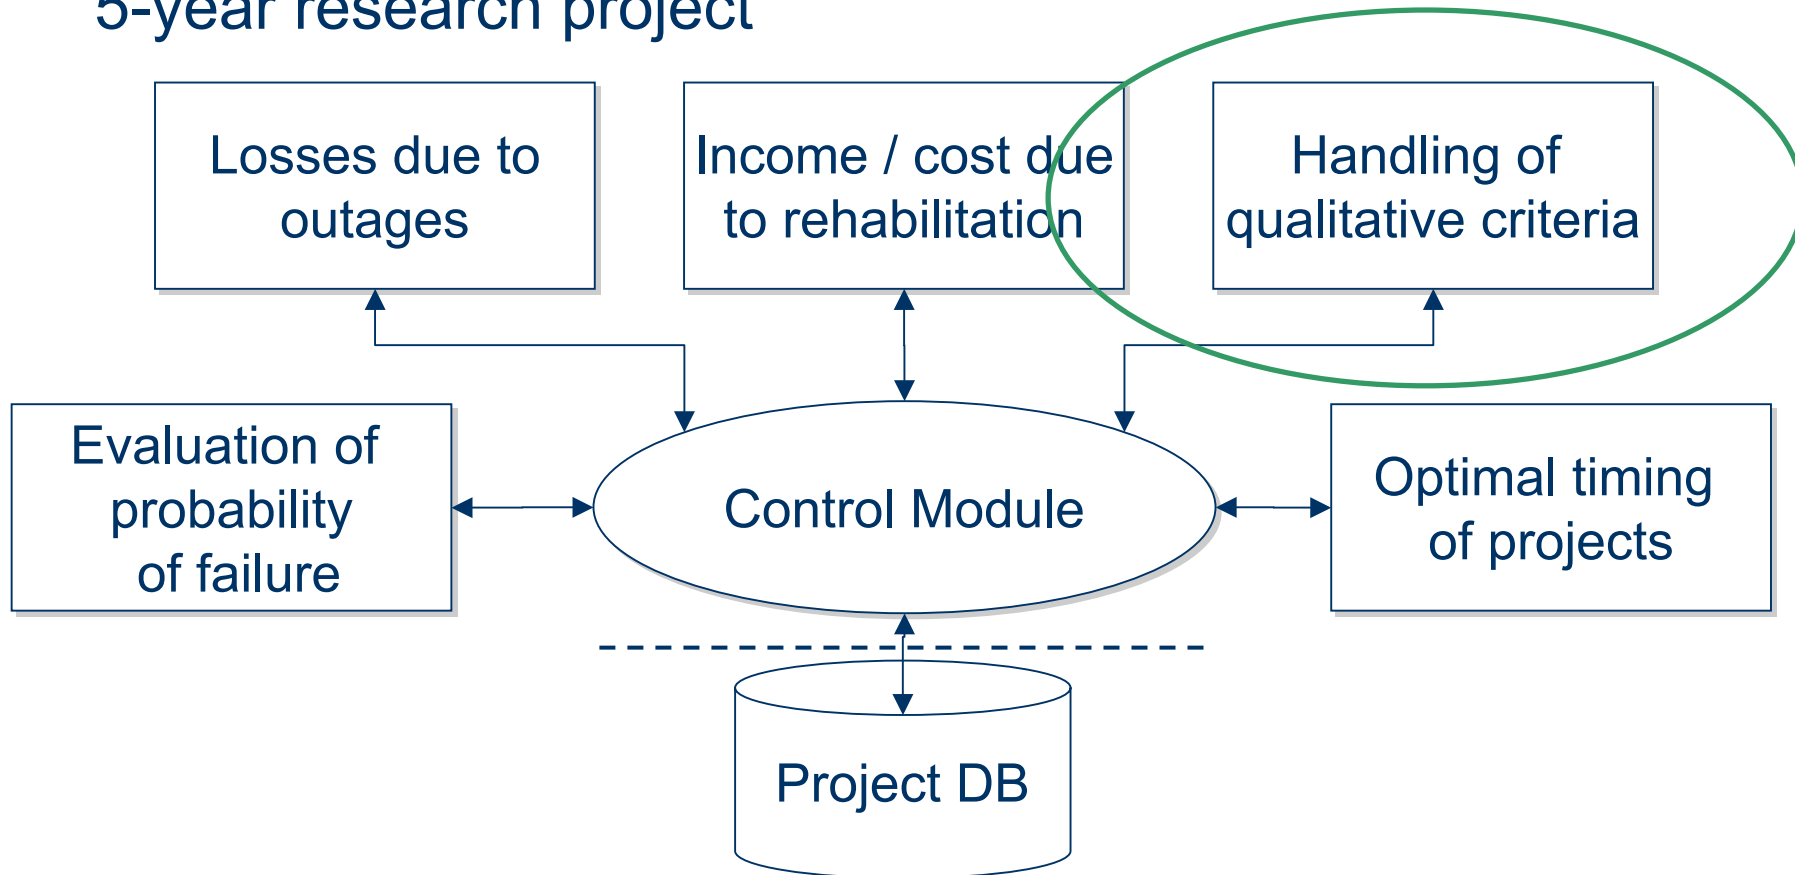 5-year research project
Losses due to
outages
Income / cost due
to rehabilitation
Handling of
qualitative criteria
Evaluation of
probability
of failure
Control Module
Optimal timing
of projects
Project DB